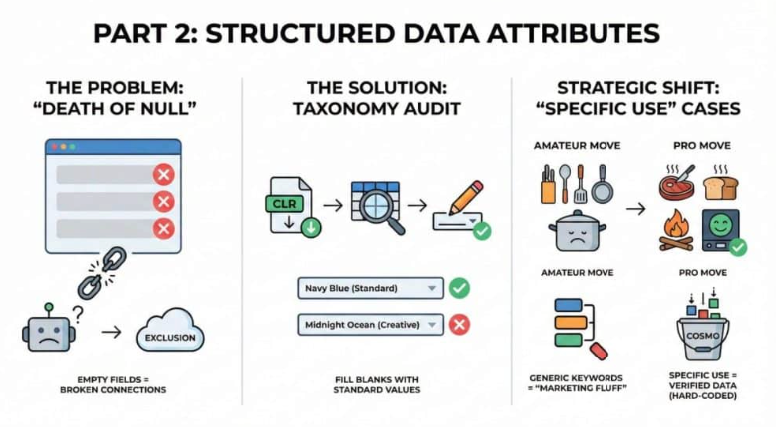 PART 2: STRUCTURED DATA ATTRIBUTES
THE PROBLEM:
"DEATH OF NULL"
?
EXCLUSION
EMPTY FIELDS =
BROKEN CONNECTIONS
THE SOLUTION:
TAXONOMY AUDIT
CLR
Navy Blue (Standard)
Midnight Ocean (Creative)
FILL BLANKS WITH
STANDARD VALUES
STRATEGIC SHIFT:
"SPECIFIC USE" CASES
AMATEUR MOVE
PRO MOVE
AMATEUR MOVE
PRO MOVE
COSMO
GENERIC KEYWORDS
= "MARKETING FLUFF"
SPECIFIC USE =
VERIFIED DATA
(HARD-CODED)